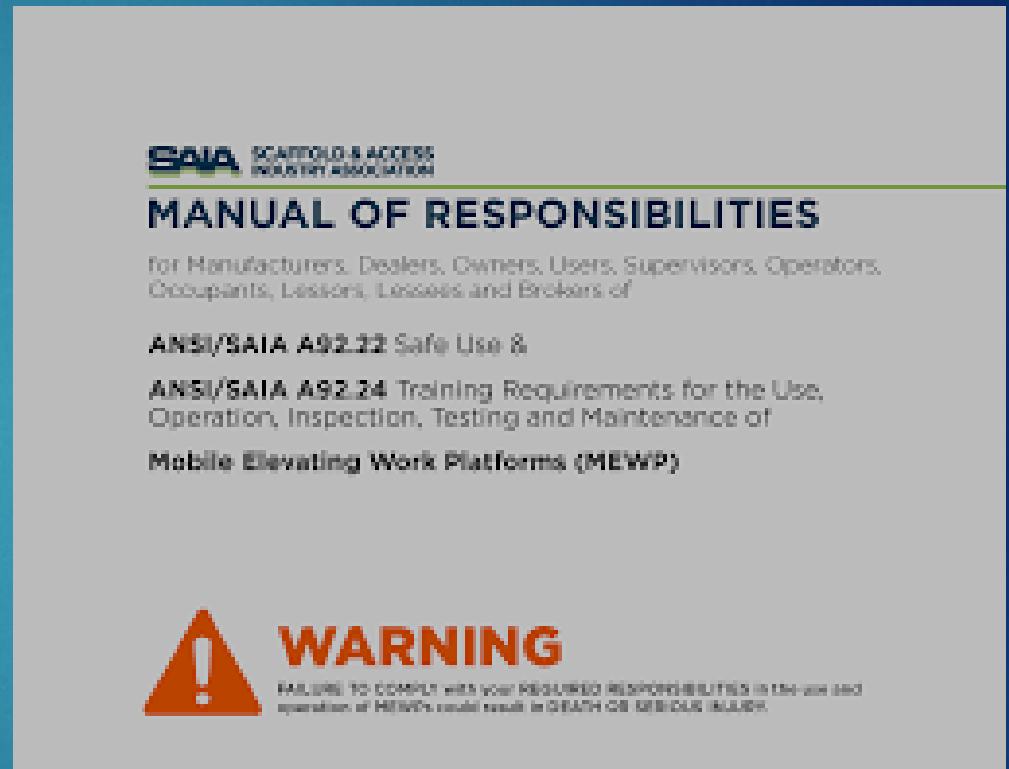 SAIA SCAFFOLD & ACCESS
INDUSTRY ASSOCIATION
MANUAL OF RESPONSIBILITIES
for Manufacturers, Dealers, Owners, Users, Supervisors, Operators,
Occupants, Lessors, Lessees and Brokers of
ANSI/SAIA A92.22 Safe Use &
ANSI/SAIA A92.24 Training Requirements for the Use,
Operation, Inspection, Testing and Maintenance of
Mobile Elevating Work Platforms (MEWP)
WARNING
FAILURE TO COMPLY with your REQUIRED RESPONSIBILITIES in the use and
operation of MEWPs could result in DEATH OR SERIOUS INJURY.